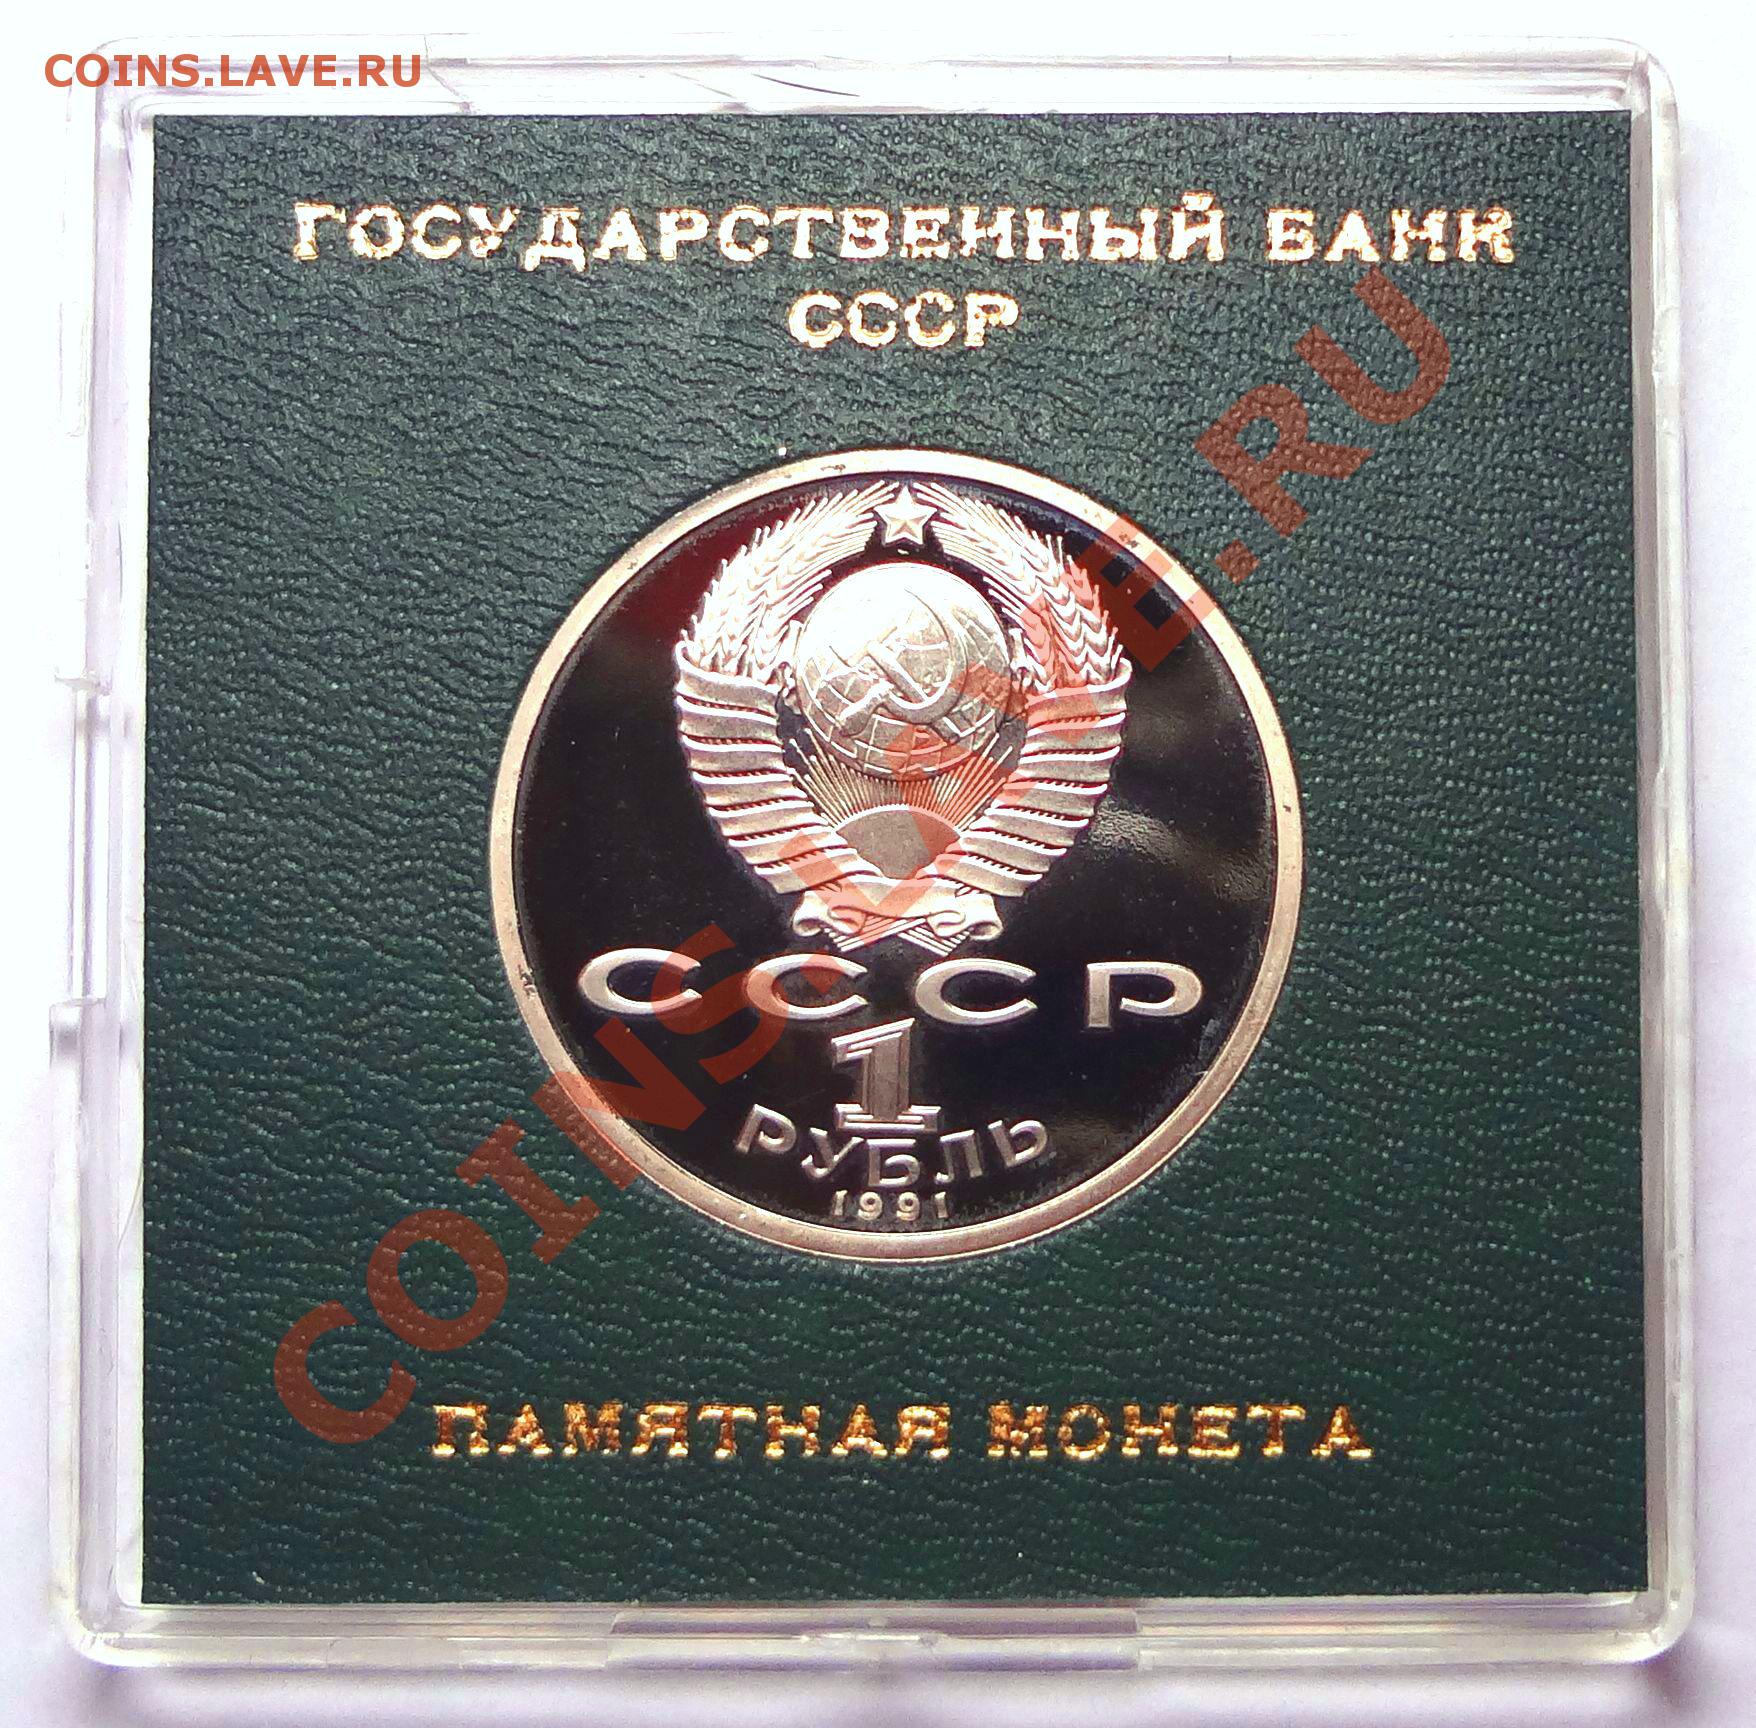 COINS.LAVE.RU
ГОСУДАРСТВЕННЫЙ БАНК
СССР
СССР
1
РУБЛЬ
1991
ПАМЯТНАЯ МОНЕТА
COINS.LAVE.RU